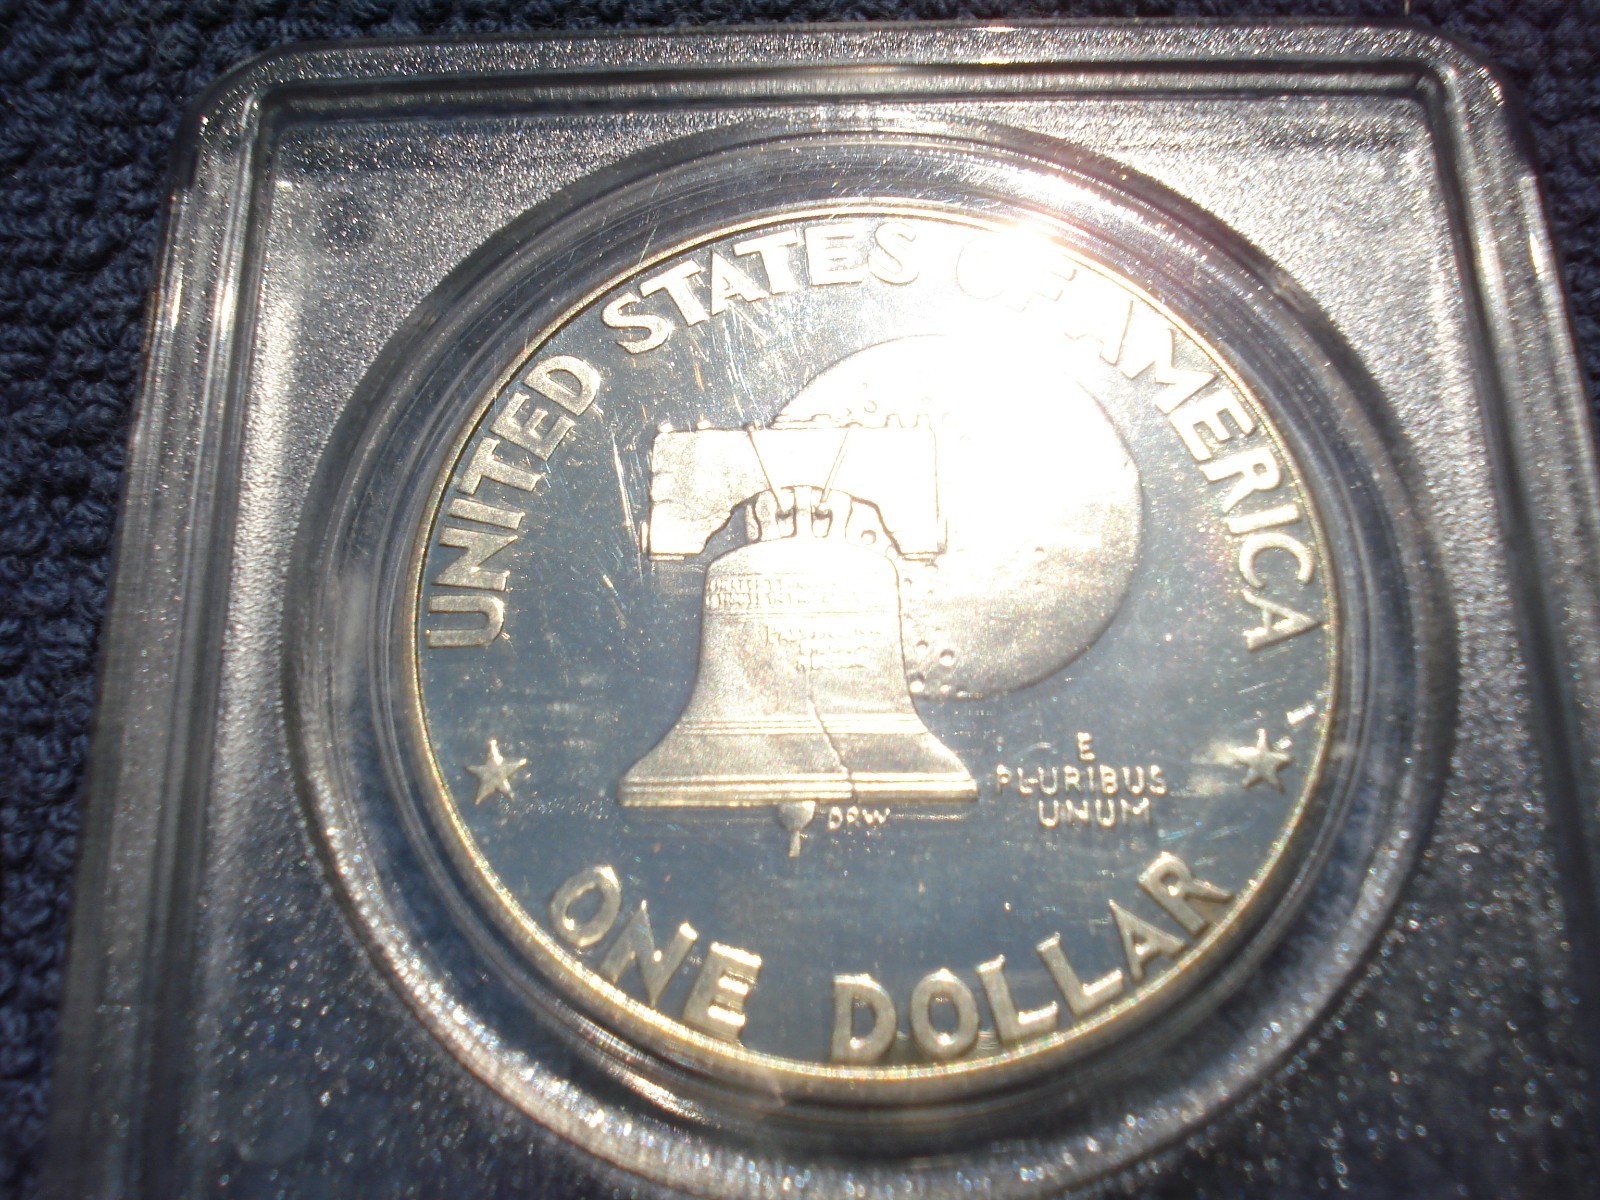 UNITED STATES OF AMERICA
E
PLURIBUS
UNUM
DRW
ONE DOLLAR